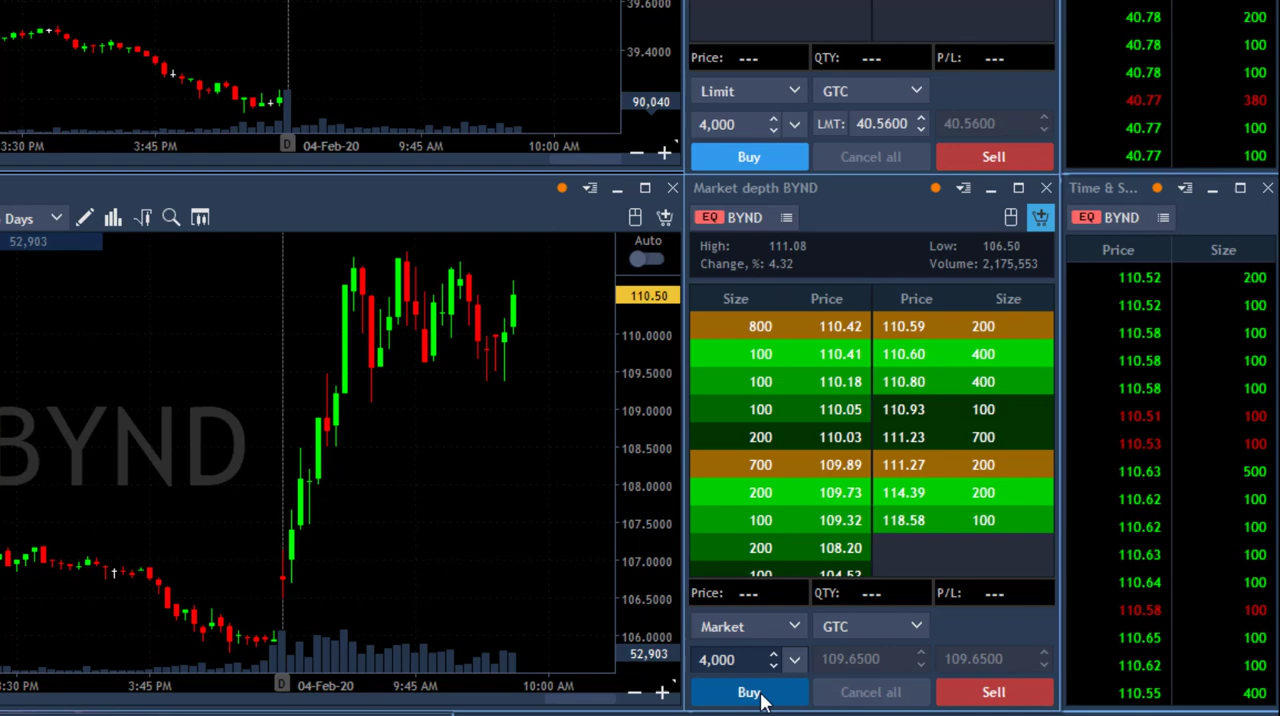 39.6000
39.4000
90,040
3:30 PM 3:45 PM D 04-Feb-20 9:45 AM 10:00 AM
Price: --- QTY: --- P/L: ---
Limit GTC
4,000 LMT: 40.5600 40.5600
Buy Cancel all Sell
40.78 200
40.78 100
40.78 100
40.77 380
40.77 100
40.77 100
Days
52,903
Auto
110.50
110.0000
109.5000
109.0000
108.5000
108.0000
107.5000
107.0000
106.5000
106.0000
52,903
BYND
3:30 PM 3:45 PM D 04-Feb-20 9:45 AM 10:00 AM
Market depth BYND
EQ BYND
High: 111.08 Low: 106.50
Change, %: 4.32 Volume: 2,175,553
Size Price Price Size
800 110.42 110.59 200
100 110.41 110.60 400
100 110.18 110.80 400
100 110.05 110.93 100
200 110.03 111.23 700
700 109.89 111.27 200
200 109.73 114.39 200
100 109.32 118.58 100
200 108.20
100 104.52
Price: --- QTY: --- P/L: ---
Market GTC
4,000 109.6500 109.6500
Buy Cancel all Sell
Time & S...
EQ BYND
Price Size
110.52 200
110.52 100
110.58 100
110.58 100
110.58 100
110.51 100
110.53 100
110.63 500
110.62 100
110.62 100
110.63 100
110.64 100
110.58 100
110.65 100
110.62 100
110.55 400